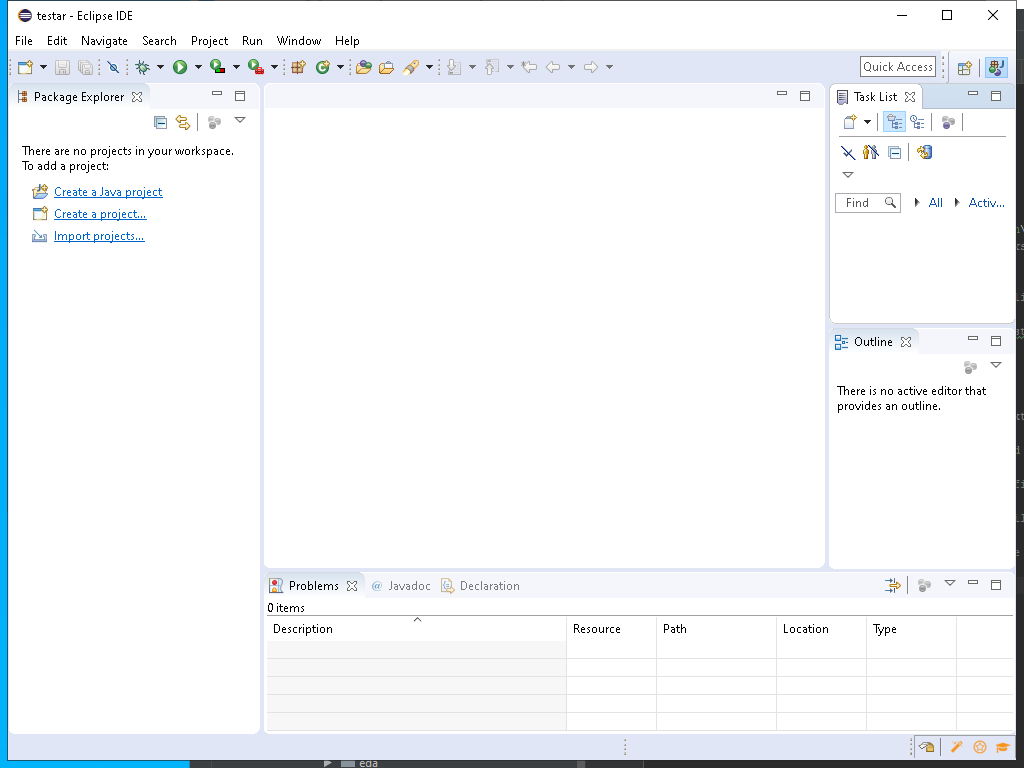 testar - Eclipse IDE
File Edit Navigate Search Project Run Window Help
Quick Access
Package Explorer
There are no projects in your workspace.
To add a project:
Create a Java project
Create a project...
Import projects...
Task List
Find All Activ...
Outline
There is no active editor that
provides an outline.
Problems @ Javadoc Declaration
0 items
Description Resource Path Location Type
eda